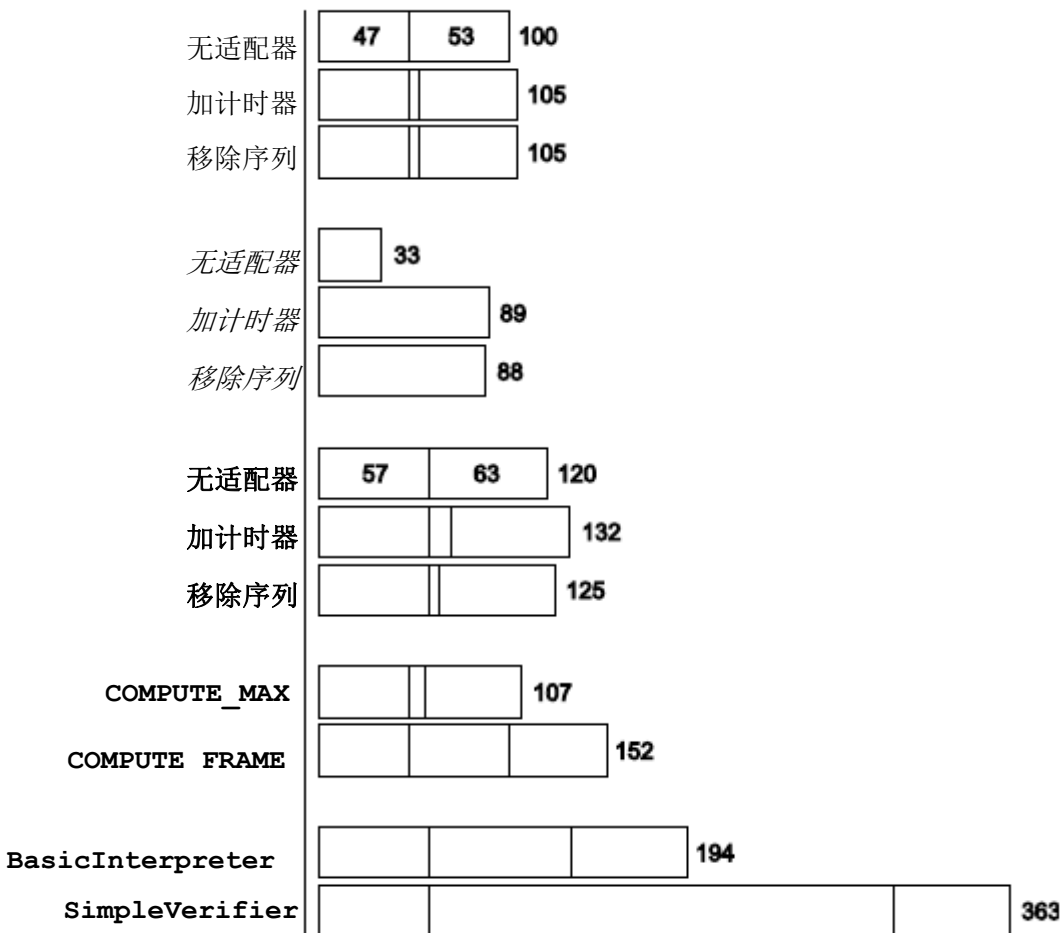 无适配器 47 53 100
加计时器 105
移除序列 105
无适配器 33
加计时器 89
移除序列 88
无适配器 57 63 120
加计时器 132
移除序列 125
COMPUTE_MAX 107
COMPUTE FRAME 152
BasicInterpreter 194
SimpleVerifier 363